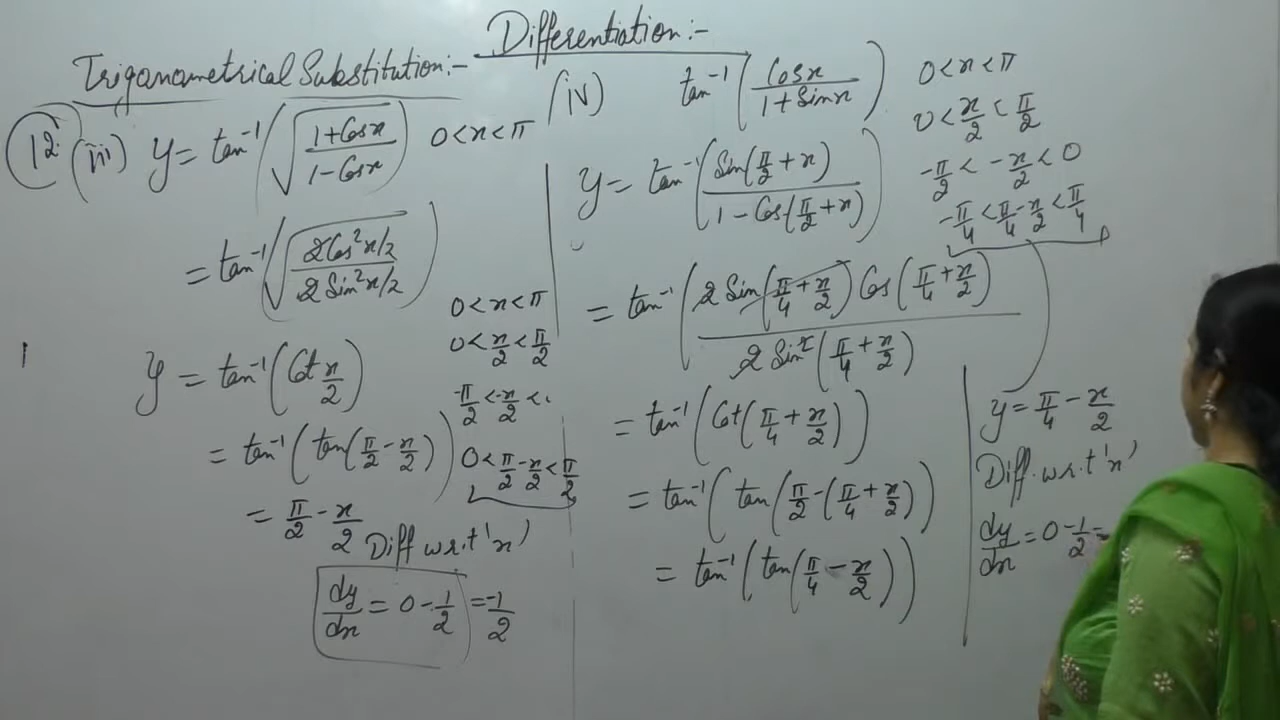 Differentiation:-
Trigonametrical Substitution:-
12 (iii) y = tan⁻¹(√((1+Cosx)/(1-Cosx))) 0<x<π
= tan⁻¹(√((2Cos²x/2)/(2Sin²x/2)))
0<x<π
0<x/2<π/2
-π/2<-x/2<
0<π/2-x/2<π/2
y = tan⁻¹(Cot x/2)
= tan⁻¹(tan(π/2-x/2))
= π/2-x/2
Diff w.r.t 'x'
dy/dx = 0-1/2 = -1/2
(iv) tan⁻¹(Cosx/(1+Sinx)) 0<x<π
0<x/2<π/2
-π/2<-x/2<0
-π/4<π/4-x/2<π/4
y = tan⁻¹(Sin(π/2+x)/(1-Cos(π/2+x)))
= tan⁻¹(2Sin(π/4+x/2)Cos(π/4+x/2)/(2Sin²(π/4+x/2)))
= tan⁻¹(Cot(π/4+x/2))
= tan⁻¹(tan(π/2-(π/4+x/2))
= tan⁻¹(tan(π/4-x/2))
y = π/4-x/2
Diff.w.r.t 'x'
dy/dx = 0-1/2 =